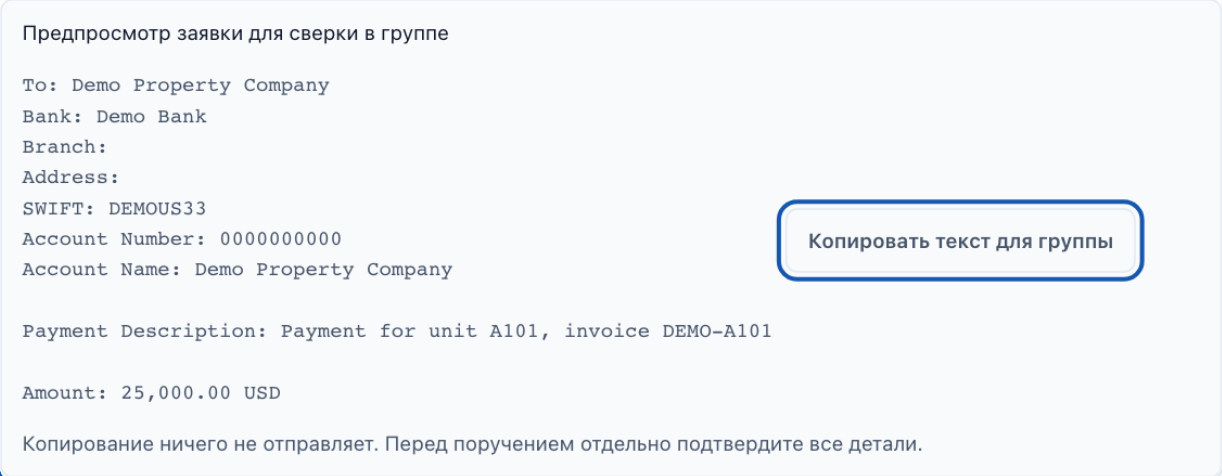 Предпросмотр заявки для сверки в группе
To: Demo Property Company
Bank: Demo Bank
Branch:
Address:
SWIFT: DEMOUS33
Account Number: 0000000000
Account Name: Demo Property Company
Копировать текст для группы
Payment Description: Payment for unit A101, invoice DEMO-A101
Amount: 25,000.00 USD
Копирование ничего не отправляет. Перед поручением отдельно подтвердите все детали.